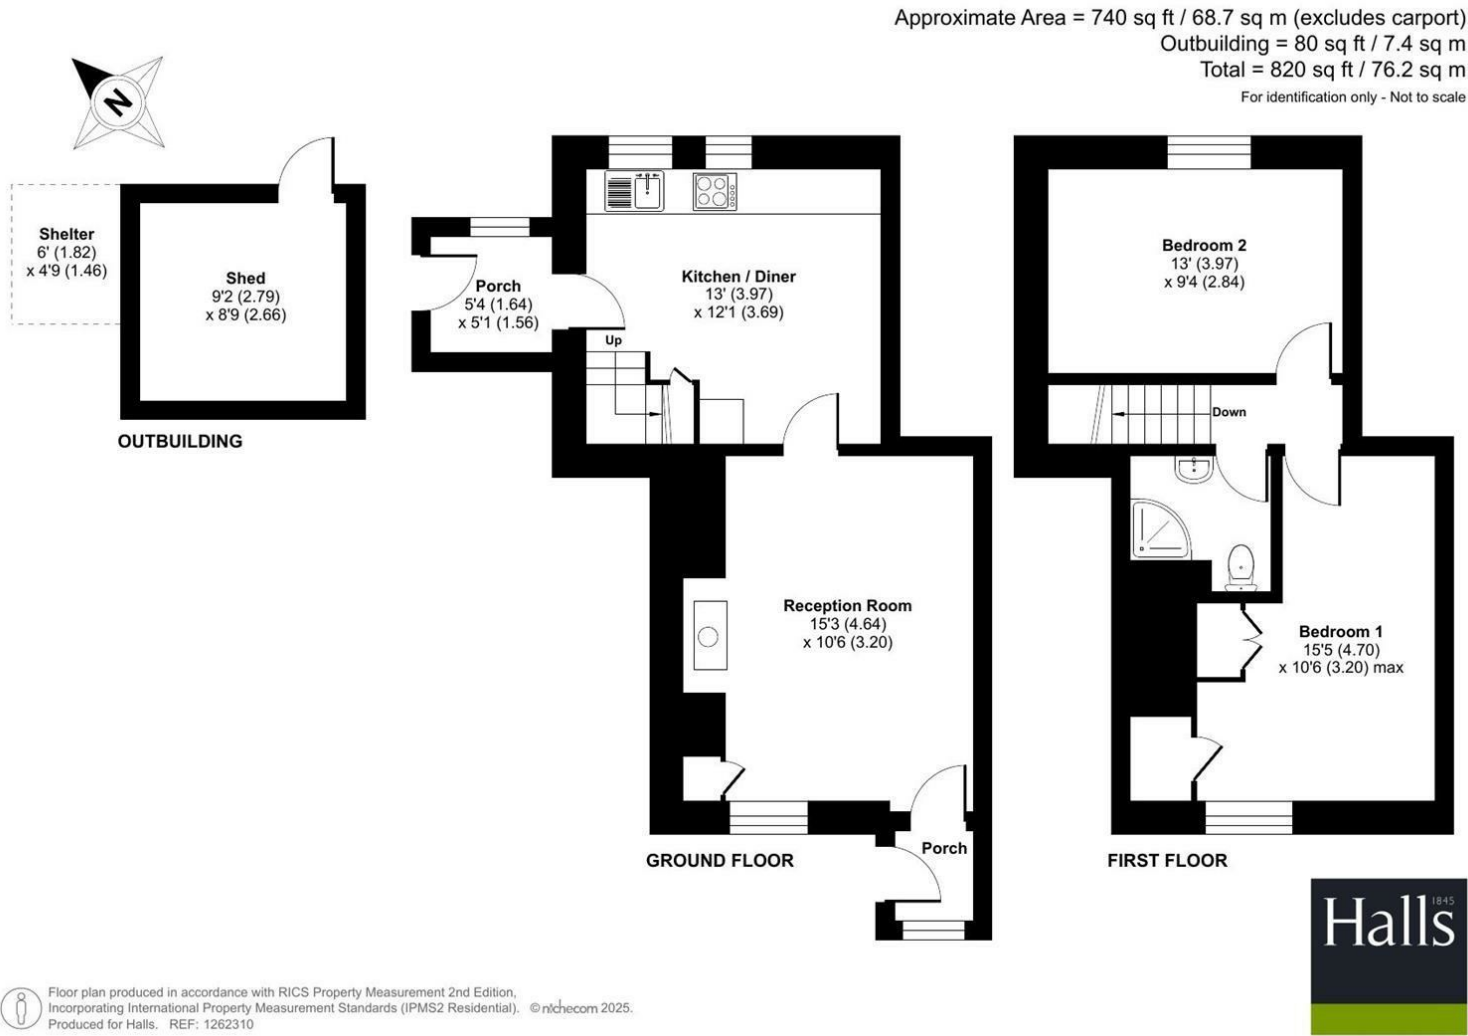 Approximate Area = 740 sq ft / 68.7 sq m (excludes carport)
Outbuilding = 80 sq ft / 7.4 sq m
Total = 820 sq ft / 76.2 sq m
For identification only - Not to scale
N
Shelter
6' (1.82)
x 4'9 (1.46)
Shed
9'2 (2.79)
x 8'9 (2.66)
OUTBUILDING
Porch
5'4 (1.64)
x 5'1 (1.56)
Kitchen / Diner
13' (3.97)
x 12'1 (3.69)
Up
Reception Room
15'3 (4.64)
x 10'6 (3.20)
Porch
GROUND FLOOR
Bedroom 2
13' (3.97)
x 9'4 (2.84)
Down
Bedroom 1
15'5 (4.70)
x 10'6 (3.20) max
FIRST FLOOR
1845
Halls
Floor plan produced in accordance with RICS Property Measurement 2nd Edition,
Incorporating International Property Measurement Standards (IPMS2 Residential). © nichecom 2025.
Produced for Halls. REF: 1262310